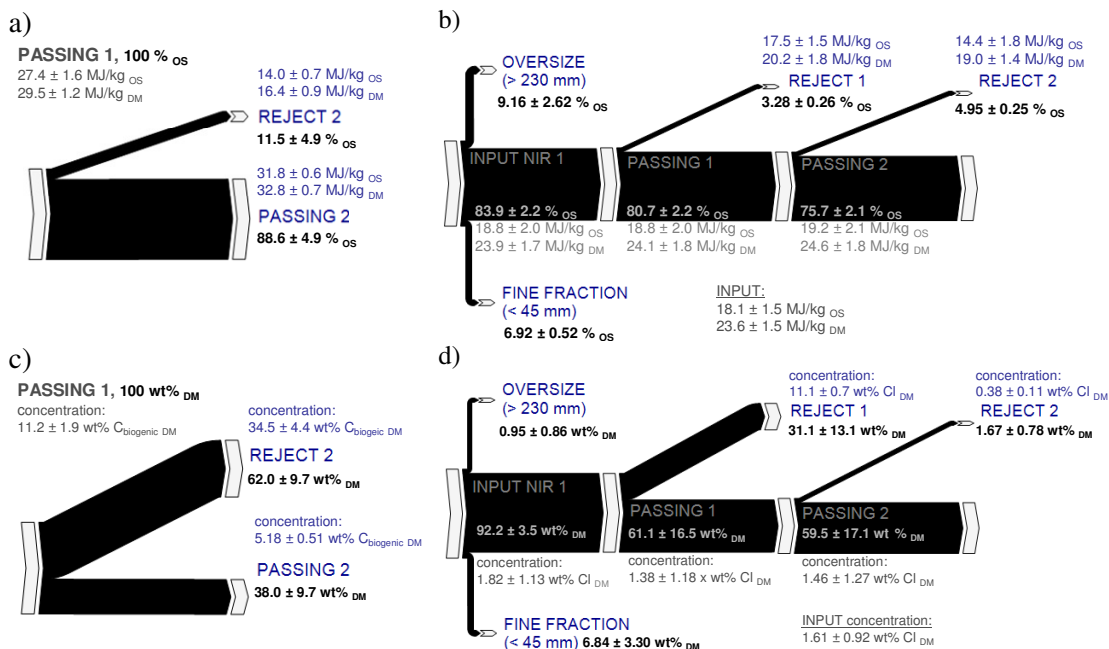 a)
PASSING 1, 100 % OS
27.4 ± 1.6 MJ/kg OS
29.5 ± 1.2 MJ/kg DM
14.0 ± 0.7 MJ/kg OS
16.4 ± 0.9 MJ/kg DM
REJECT 2
11.5 ± 4.9 % OS
31.8 ± 0.6 MJ/kg OS
32.8 ± 0.7 MJ/kg DM
PASSING 2
88.6 ± 4.9 % OS
b)
OVERSIZE
(> 230 mm)
9.16 ± 2.62 % OS
17.5 ± 1.5 MJ/kg OS
20.2 ± 1.8 MJ/kg DM
REJECT 1
3.28 ± 0.26 % OS
14.4 ± 1.8 MJ/kg OS
19.0 ± 1.4 MJ/kg DM
REJECT 2
4.95 ± 0.25 % OS
INPUT NIR 1
83.9 ± 2.2 % OS
18.8 ± 2.0 MJ/kg OS
23.9 ± 1.7 MJ/kg DM
PASSING 1
80.7 ± 2.2 % OS
18.8 ± 2.0 MJ/kg OS
24.1 ± 1.8 MJ/kg DM
PASSING 2
75.7 ± 2.1 % OS
19.2 ± 2.1 MJ/kg OS
24.6 ± 1.8 MJ/kg DM
FINE FRACTION
(< 45 mm)
6.92 ± 0.52 % OS
INPUT:
18.1 ± 1.5 MJ/kg OS
23.6 ± 1.5 MJ/kg DM
c)
PASSING 1, 100 wt% DM
concentration:
11.2 ± 1.9 wt% Cbiogenic DM
concentration:
34.5 ± 4.4 wt% Cbiogeic DM
REJECT 2
62.0 ± 9.7 wt% DM
concentration:
5.18 ± 0.51 wt% Cbiogenic DM
PASSING 2
38.0 ± 9.7 wt% DM
d)
OVERSIZE
(> 230 mm)
0.95 ± 0.86 wt% DM
concentration:
11.1 ± 0.7 wt% Cl DM
REJECT 1
31.1 ± 13.1 wt% DM
concentration:
0.38 ± 0.11 wt% Cl DM
REJECT 2
1.67 ± 0.78 wt% DM
INPUT NIR 1
92.2 ± 3.5 wt% DM
concentration:
1.82 ± 1.13 wt% Cl DM
PASSING 1
61.1 ± 16.5 wt% DM
concentration:
1.38 ± 1.18 x wt% Cl DM
PASSING 2
59.5 ± 17.1 wt % DM
concentration:
1.46 ± 1.27 wt% Cl DM
FINE FRACTION
(< 45 mm) 6.84 ± 3.30 wt% DM
INPUT concentration:
1.61 ± 0.92 wt% Cl DM